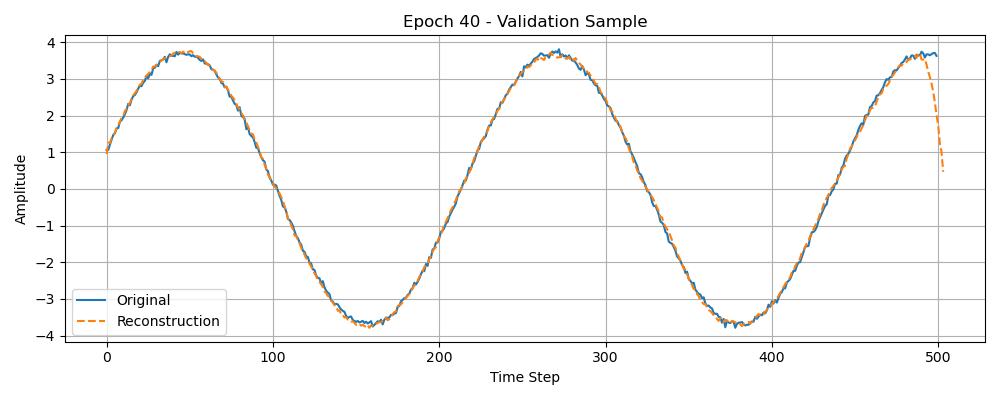 Epoch 40 - Validation Sample
Amplitude
4
3
2
1
0
−1
−2
−3
−4
Original
Reconstruction
0 100 200 300 400 500
Time Step